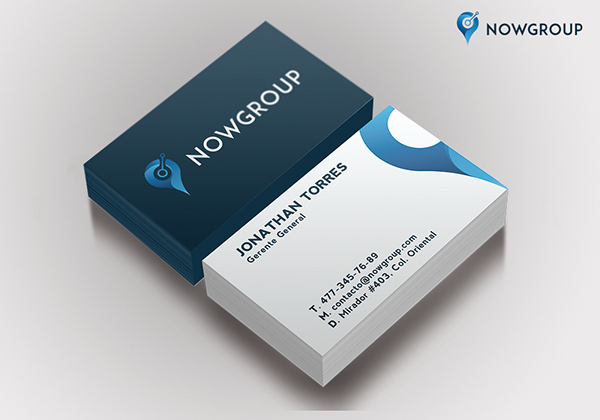 NOWGROUP
NOWGROUP
JONATHAN TORRES
Gerente General
T. 477-345-76-89
M. contacto@nowgroup.com
D. Mirador #403, Col. Oriental